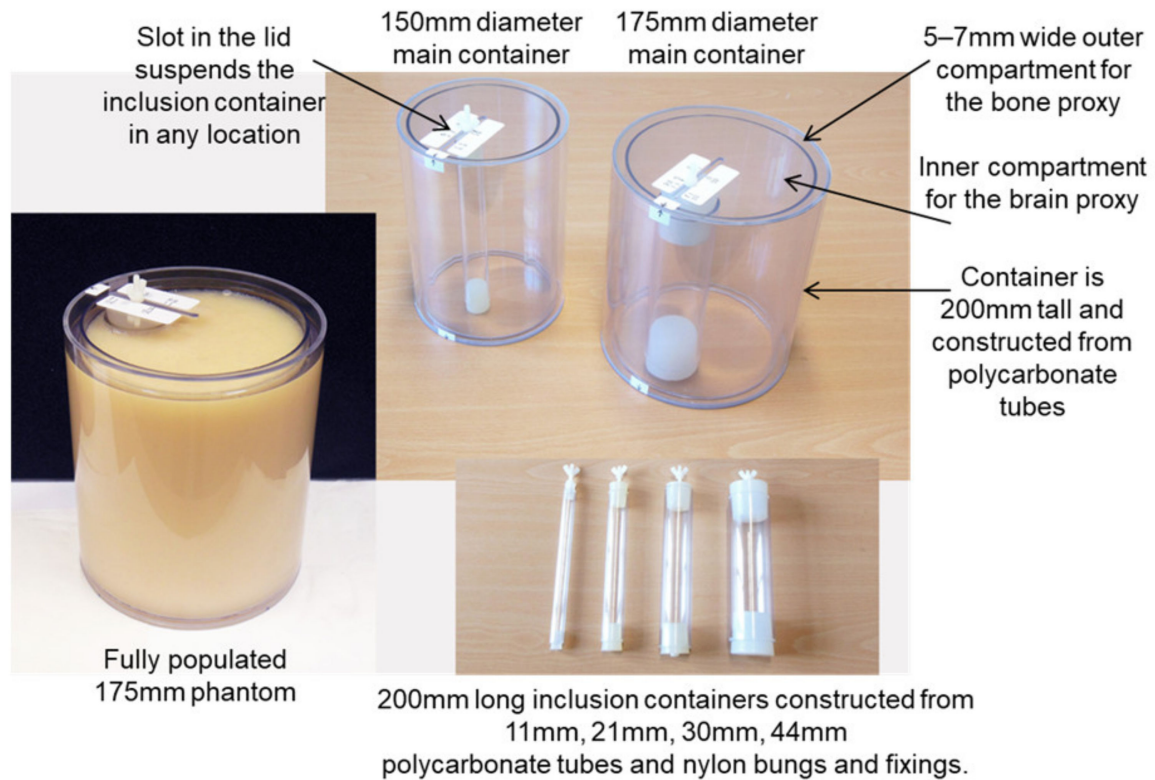 Slot in the lid
suspends the
inclusion container
in any location
150mm diameter
main container
175mm diameter
main container
5–7mm wide outer
compartment for
the bone proxy
Inner compartment
for the brain proxy
Container is
200mm tall and
constructed from
polycarbonate
tubes
Fully populated
175mm phantom
200mm long inclusion containers constructed from
11mm, 21mm, 30mm, 44mm
polycarbonate tubes and nylon bungs and fixings.